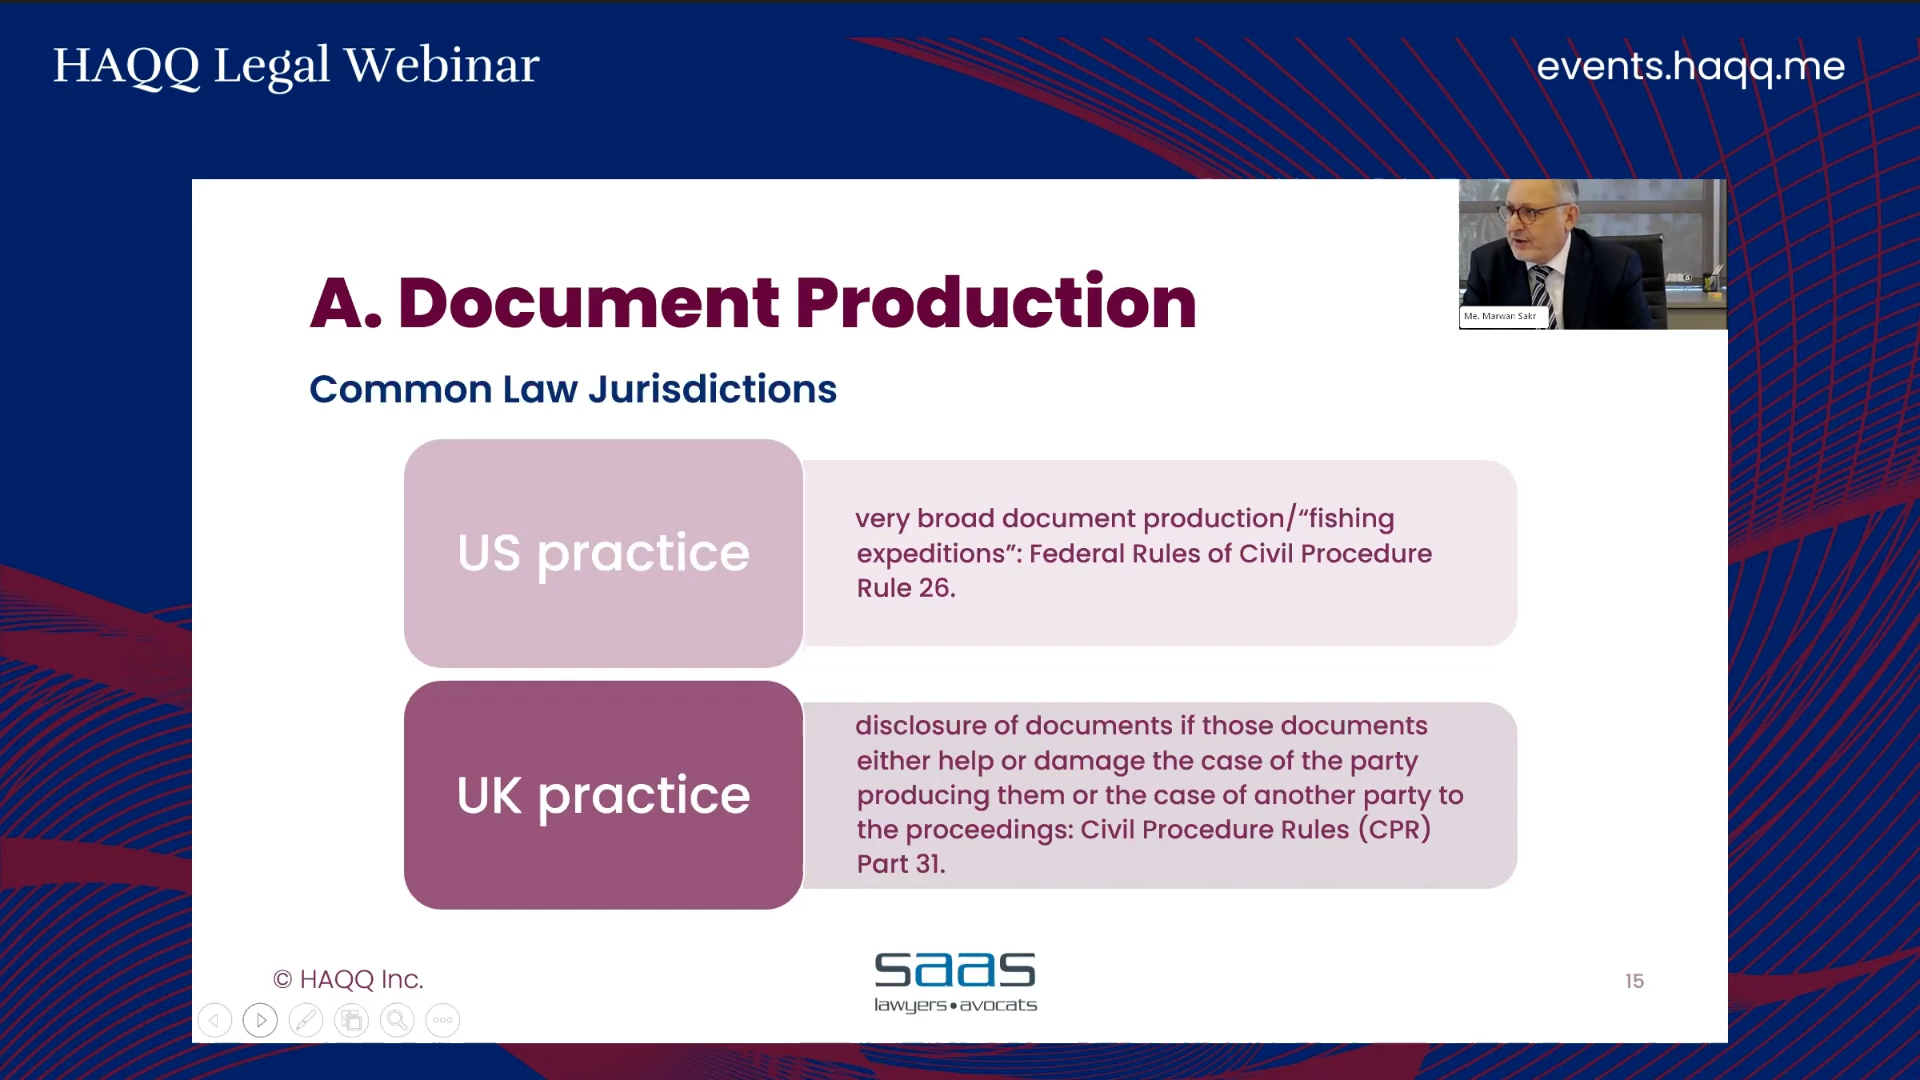 HAQQ Legal Webinar
events.haqq.me
Me. Marwan Sakr
A. Document Production
Common Law Jurisdictions
US practice
very broad document production/“fishing
expeditions”: Federal Rules of Civil Procedure
Rule 26.
UK practice
disclosure of documents if those documents
either help or damage the case of the party
producing them or the case of another party to
the proceedings: Civil Procedure Rules (CPR)
Part 31.
© HAQQ Inc.
saas
lawyers•avocats
15